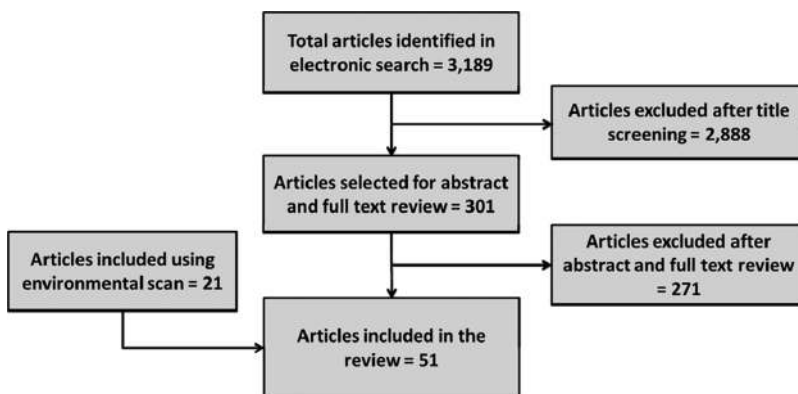 Total articles identified in
electronic search = 3,189
Articles excluded after title
screening = 2,888
Articles selected for abstract
and full text review = 301
Articles included using
environmental scan = 21
Articles excluded after
abstract and full text review
= 271
Articles included in the
review = 51